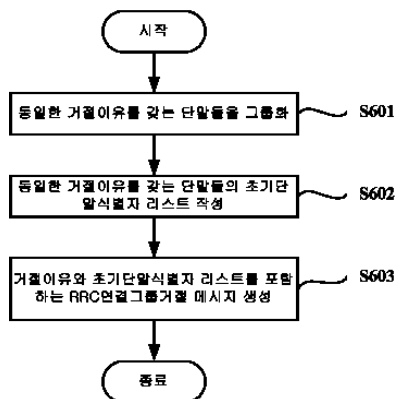 시작
동일한 거절이유를 갖는 단말들을 그룹화
S601
동일한 거절이유를 갖는 단말들의 초기단
말식별자 리스트 작성
S602
거절이유와 초기단말식별자 리스트를 포함
하는 RRC연결그룹거절 메시지 생성
S603
종료